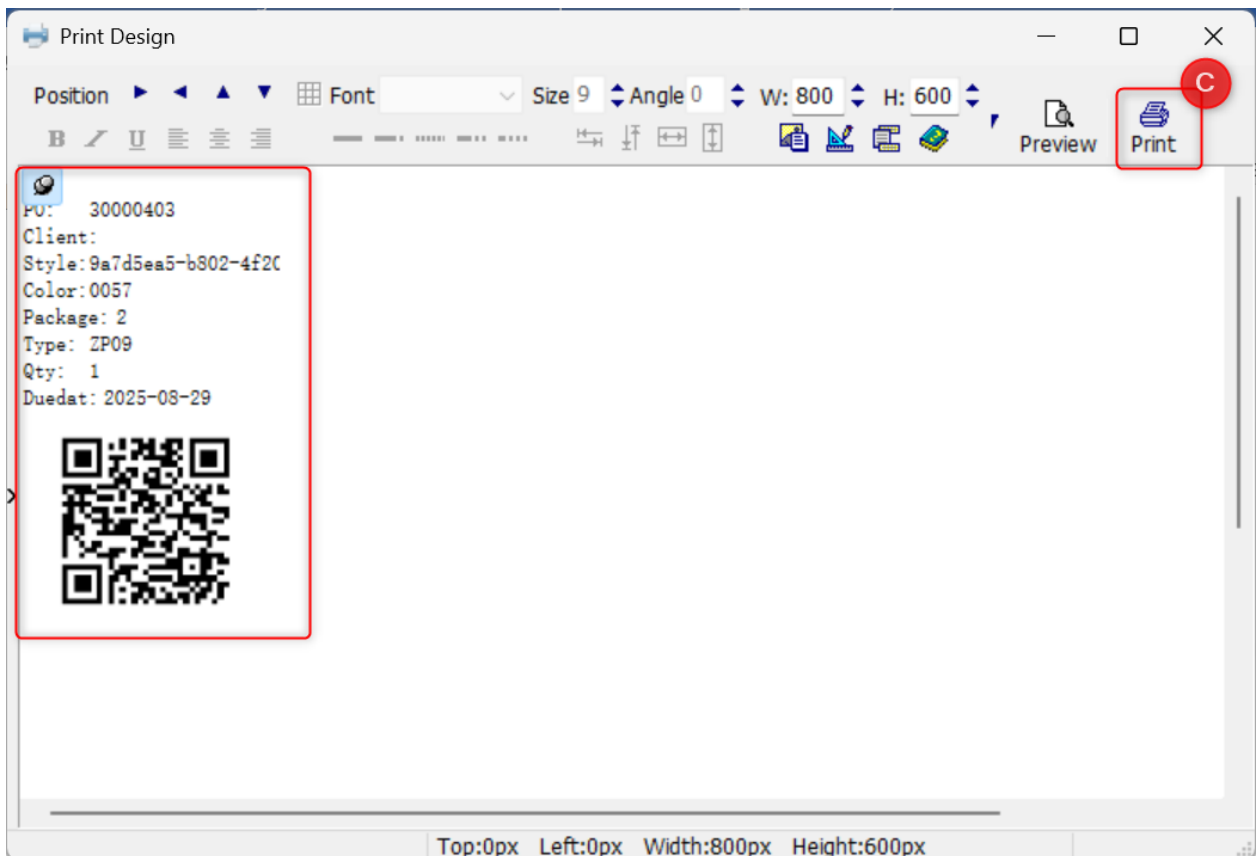 Print Design
Position Font Size 9 Angle 0 W: 800 H: 600
C
B I U Preview Print
PO: 30000403
Client:
Style:9a7d5ea5-b802-4f20
Color:0057
Package: 2
Type: ZP09
Qty: 1
Duedat: 2025-08-29
Top:0px Left:0px Width:800px Height:600px